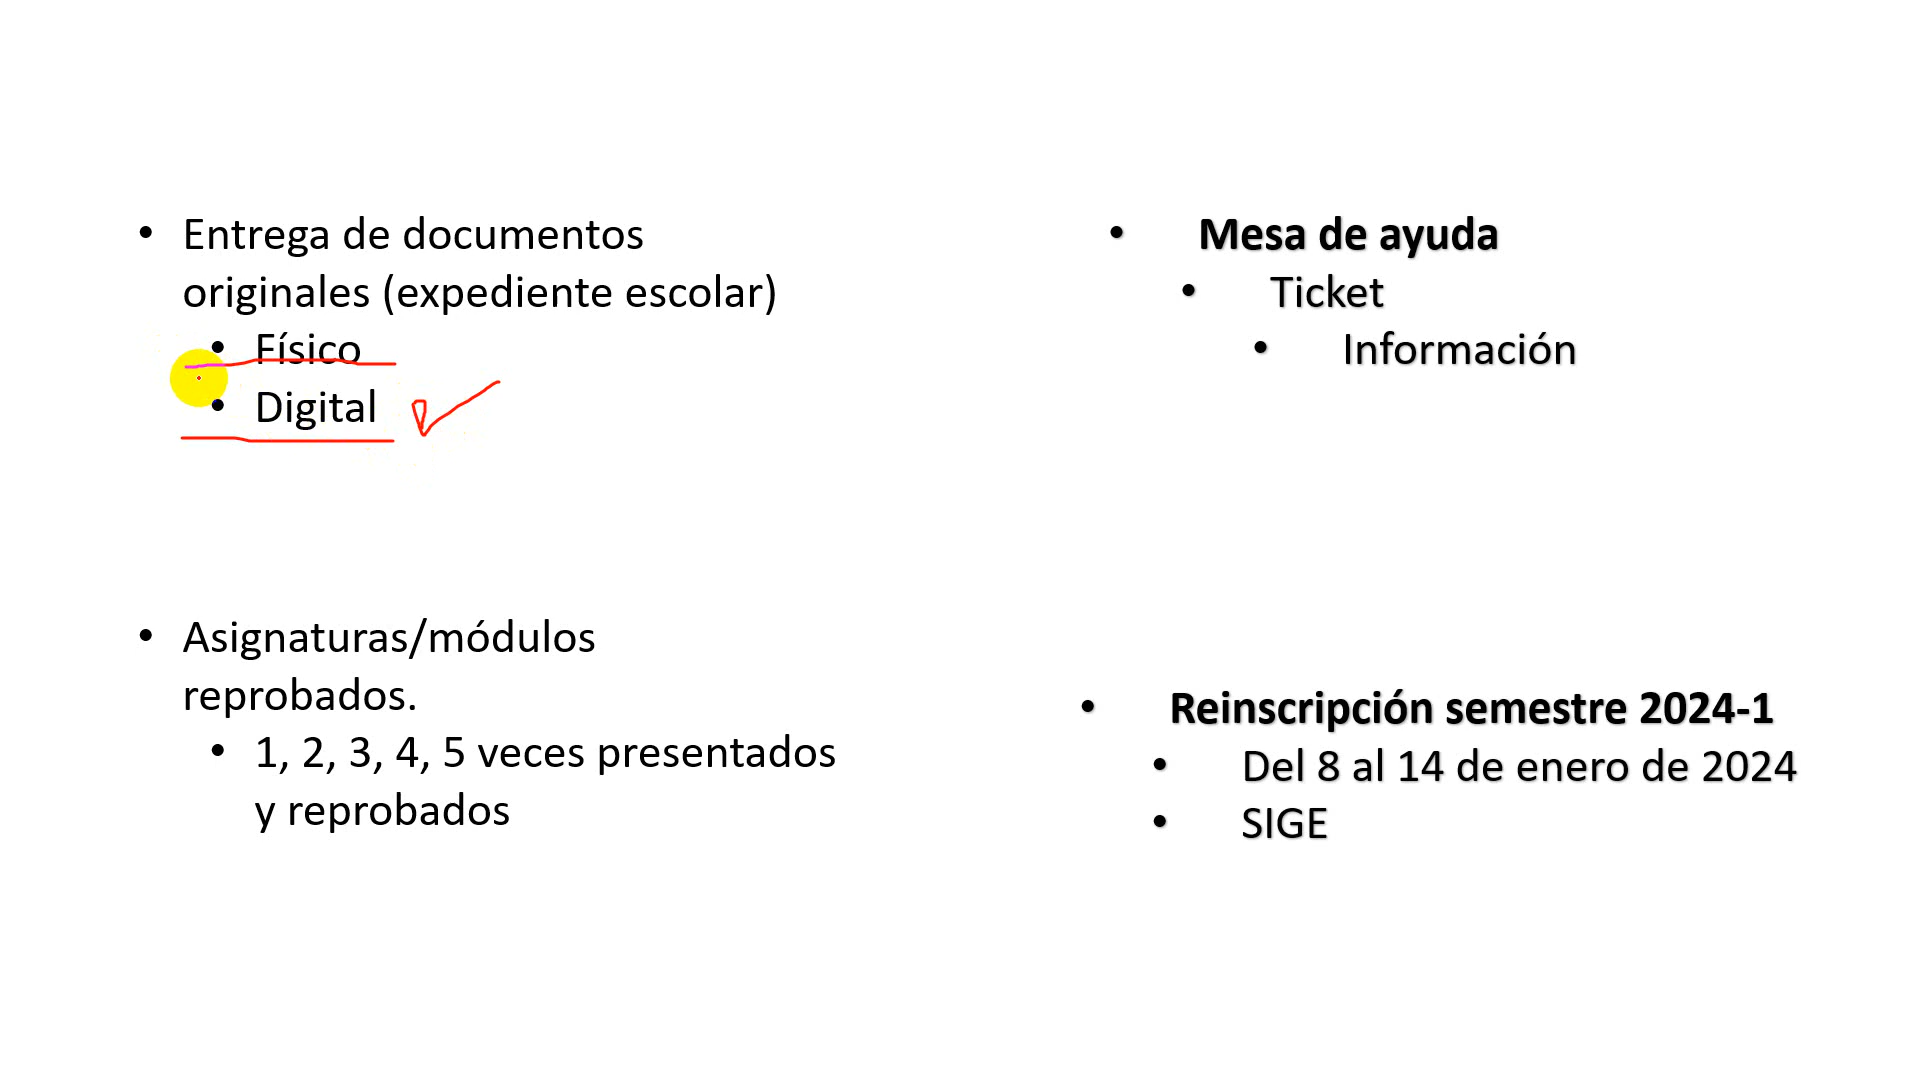 Entrega de documentos
originales (expediente escolar)
Físico
Digital
Asignaturas/módulos
reprobados.
1, 2, 3, 4, 5 veces presentados
y reprobados
Mesa de ayuda
Ticket
Información
Reinscripción semestre 2024-1
Del 8 al 14 de enero de 2024
SIGE